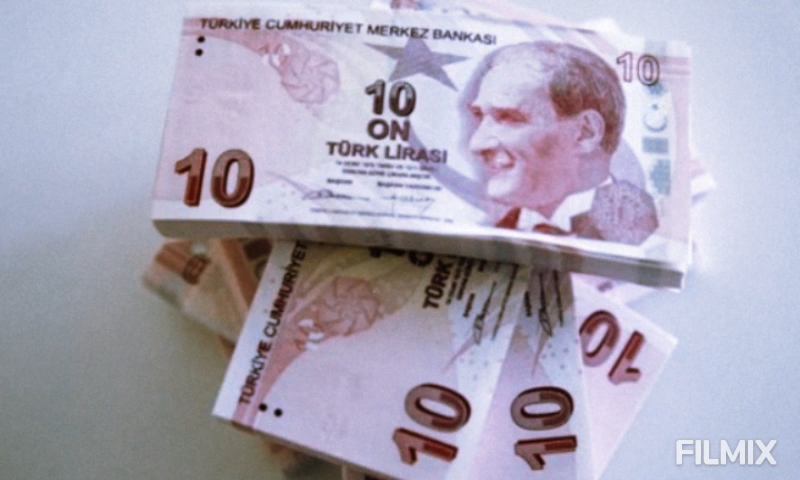 TÜRKİYE CUMHURİYET MERKEZ BANKASI
10
10
ON
TÜRK LİRASI
10
TÜRKİYE CUMHURİYET
TÜRK
10
10
10
FILMIX